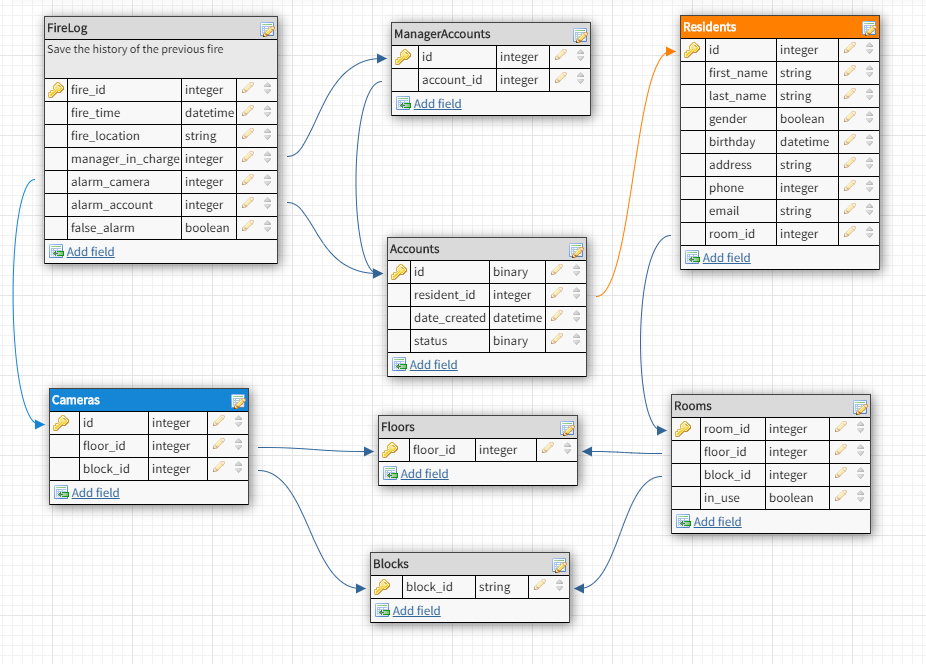 FireLog
Save the history of the previous fire
fire_id integer
fire_time datetime
fire_location string
manager_in_charge integer
alarm_camera integer
alarm_account integer
false_alarm boolean
Add field
ManagerAccounts
id integer
account_id integer
Add field
Residents
id integer
first_name string
last_name string
gender boolean
birthday datetime
address string
phone integer
email string
room_id integer
Add field
Accounts
id binary
resident_id integer
date_created datetime
status binary
Add field
Cameras
id integer
floor_id integer
block_id integer
Add field
Floors
floor_id integer
Add field
Rooms
room_id integer
floor_id integer
block_id integer
in_use boolean
Add field
Blocks
block_id string
Add field